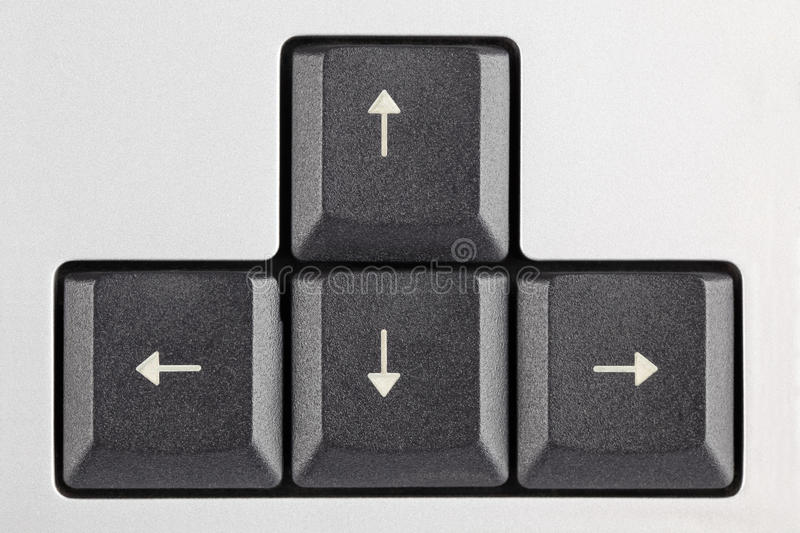 ↑
← ↓ →
dreamstime